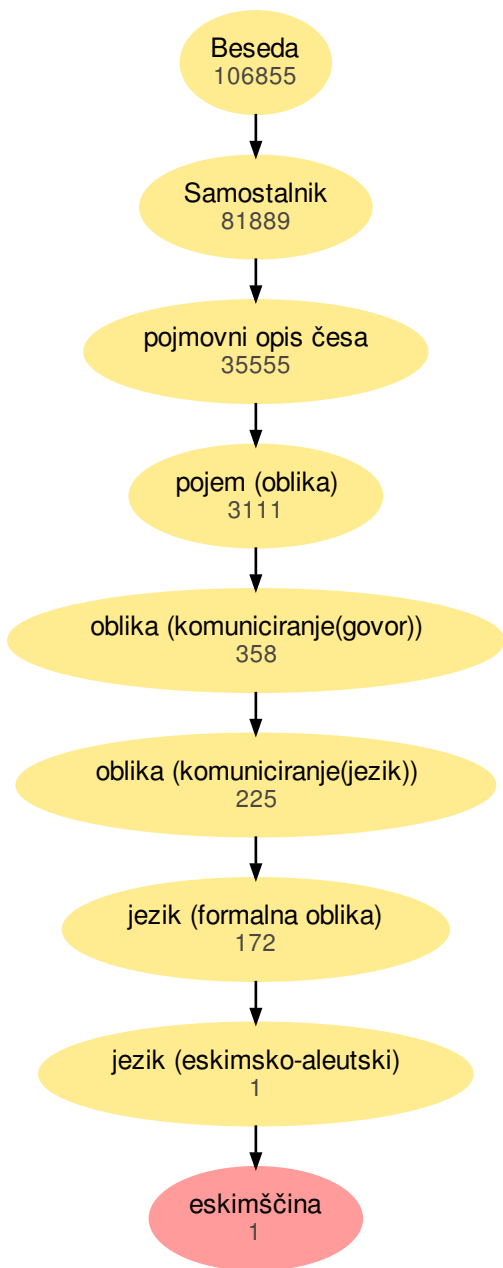 Beseda
106855
Samostalnik
81889
pojmovni opis česa
35555
pojem (oblika)
3111
oblika (komuniciranje(govor))
358
oblika (komuniciranje(jezik))
225
jezik (formalna oblika)
172
jezik (eskimsko-aleutski)
1
eskimščina
1